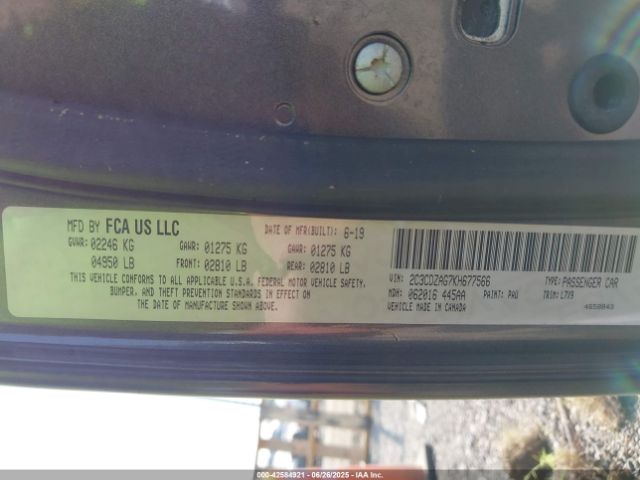 MFD BY FCA US LLC
DATE OF MFR(BUILT): 6-19
GVWR: 02246 KG GAWR: 01275 KG GAWR: 01275 KG
04950 LB FRONT: 02810 LB REAR: 02810 LB
THIS VEHICLE CONFORMS TO ALL APPLICABLE U.S.A. FEDERAL MOTOR VEHICLE SAFETY,
BUMPER, AND THEFT PREVENTION STANDARDS IN EFFECT ON
THE DATE OF MANUFACTURE SHOWN ABOVE.
VIN: 2C3CDZAG7KH677566 TYPE: PASSENGER CAR
MDH: 062016 445AA PAINT: PAU TRIM: L7X9
VEHICLE MADE IN CANADA 4650843
000-42584921 - 06/26/2025 - IAA Inc.